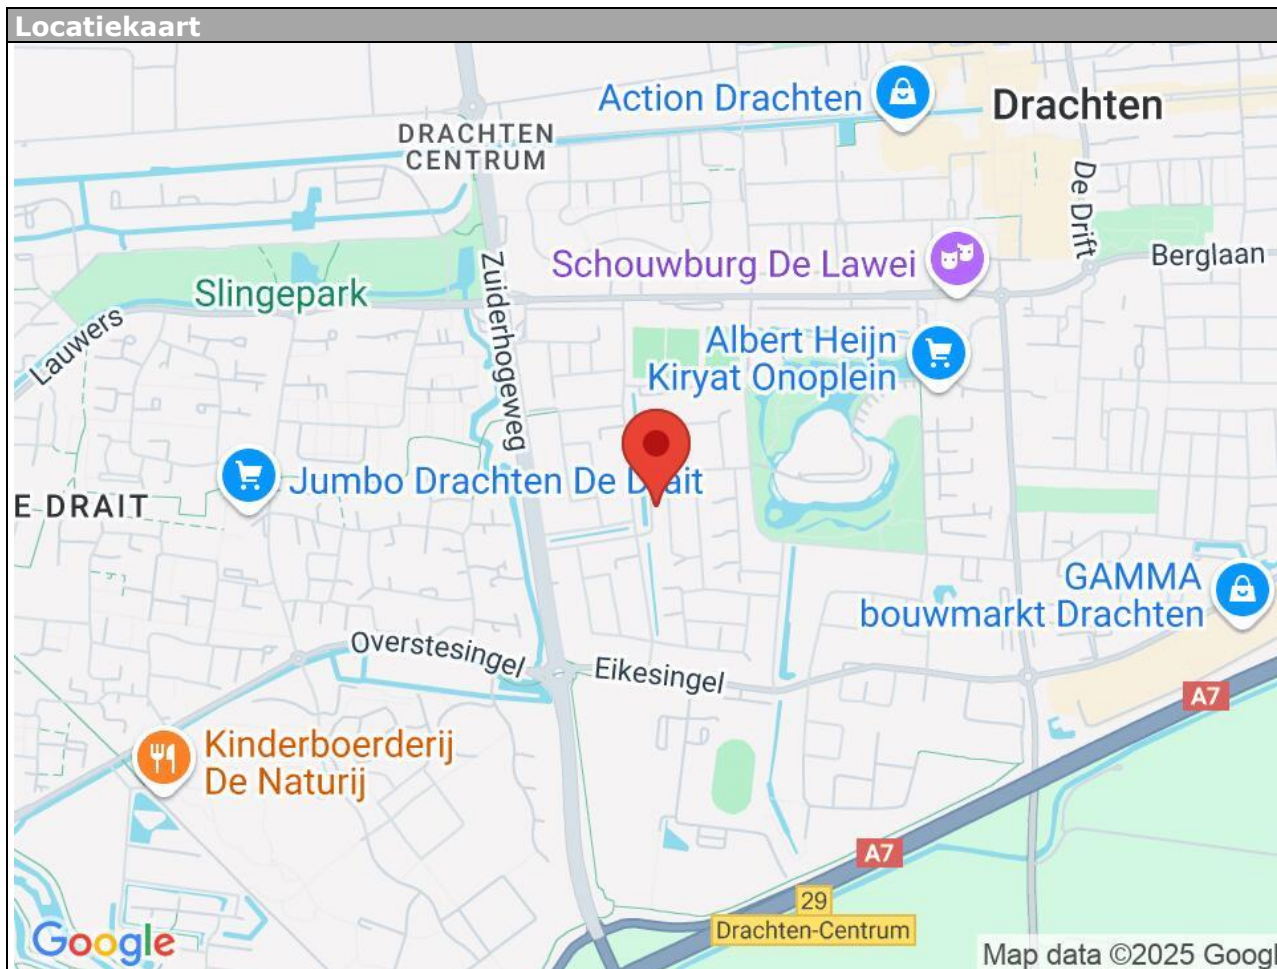 Locatiekaart
Action Drachten
Drachten
DRACHTEN
CENTRUM
De Drift
Berglaan
Schouwburg De Lawei
Zuiderhogeweg
Slingepark
Lauwers
Albert Heijn
Kiryat Onoplein
Jumbo Drachten De Drait
E DRAIT
GAMMA
bouwmarkt Drachten
Overstesingel
Eikesingel
A7
Kinderboerderij
De Naturij
A7
29
Drachten-Centrum
Google
Map data ©2025 Googl